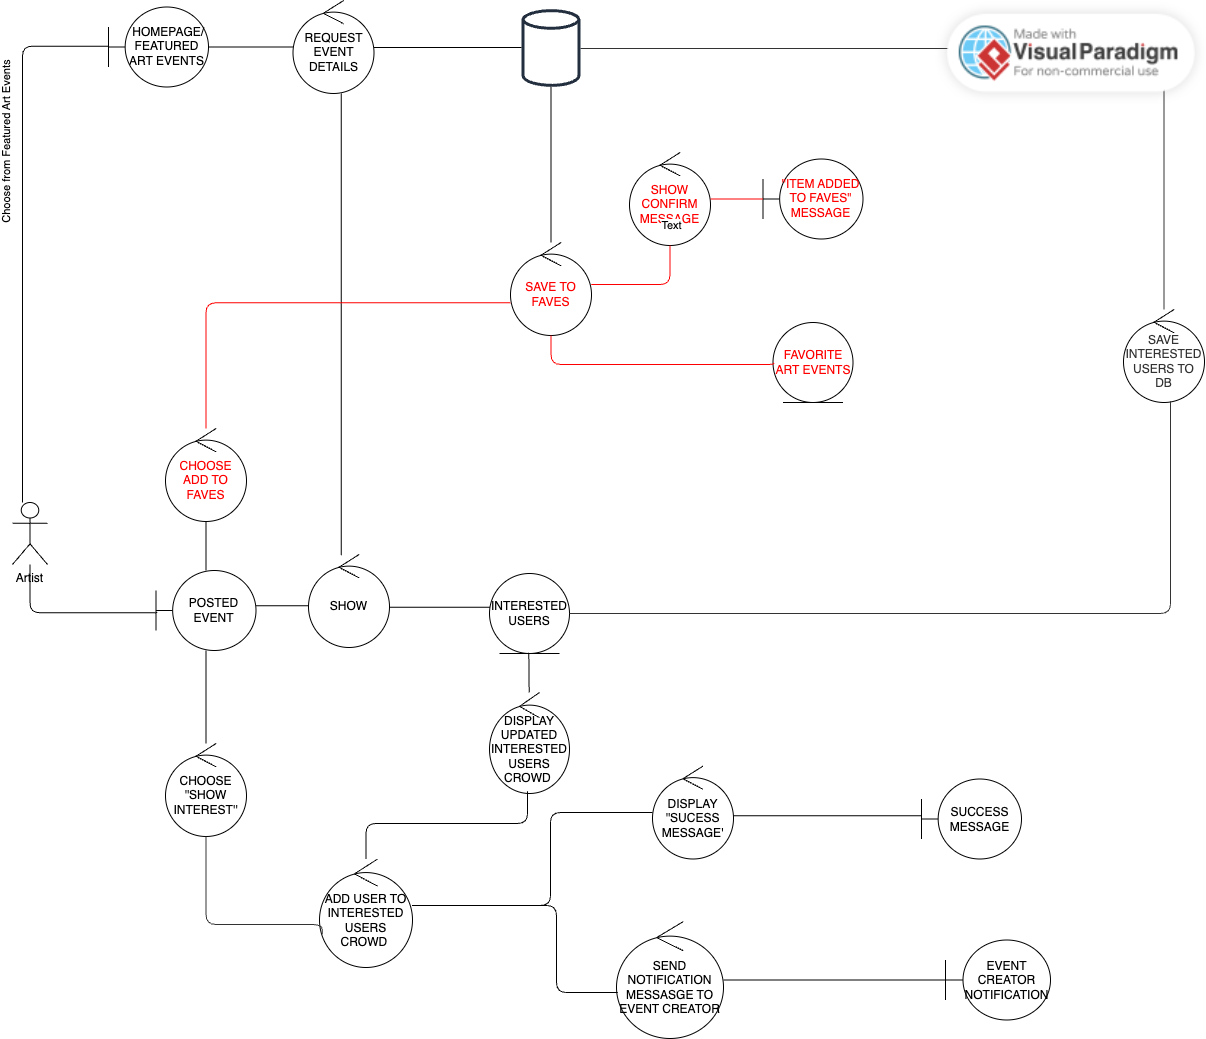 HOMEPAGE/
FEATURED
ART EVENTS
REQUEST
EVENT
DETAILS
Made with
VisualParadigm
For non-commercial use
Choose from Featured Art Events
SHOW
CONFIRM
MESSAGE
Text
"ITEM ADDED
TO FAVES"
MESSAGE
SAVE TO
FAVES
FAVORITE
ART EVENTS
SAVE
INTERESTED
USERS TO
DB
CHOOSE
ADD TO
FAVES
Artist
POSTED
EVENT
SHOW
INTERESTED
USERS
DISPLAY
UPDATED
INTERESTED
USERS
CROWD
CHOOSE
"SHOW
INTEREST"
DISPLAY
"SUCESS
MESSAGE'
SUCCESS
MESSAGE
ADD USER TO
INTERESTED
USERS
CROWD
SEND
NOTIFICATION
MESSASGE TO
EVENT CREATOR
EVENT
CREATOR
NOTIFICATION